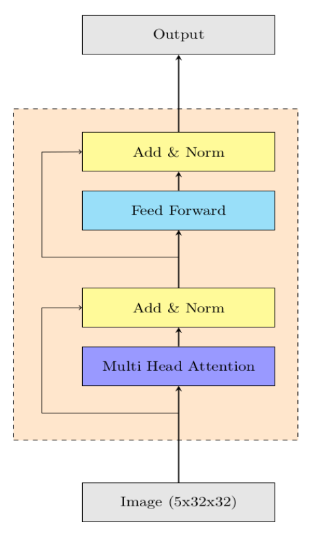 Output
Add & Norm
Feed Forward
Add & Norm
Multi Head Attention
Image (5x32x32)